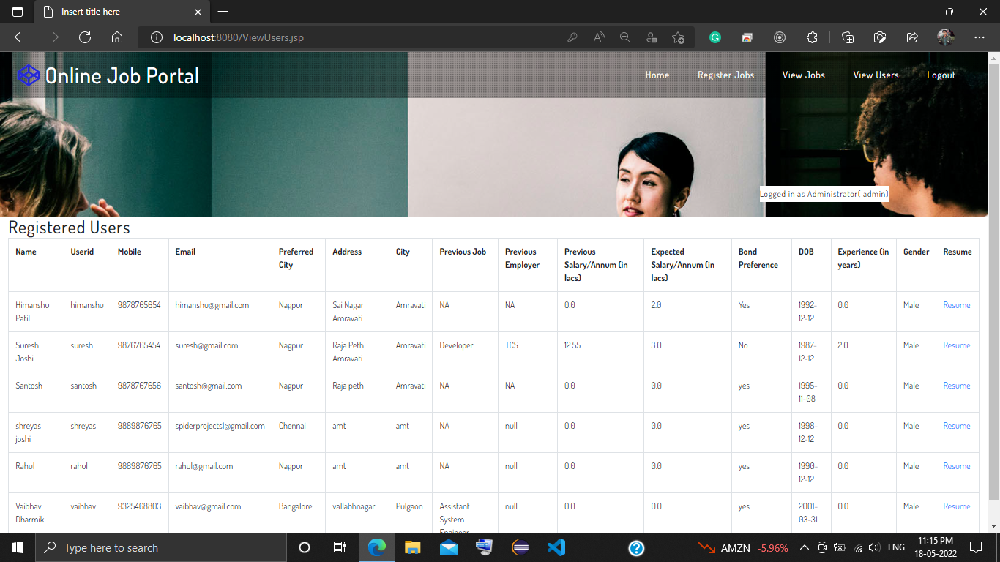 Insert title here
localhost:8080/ViewUsers.jsp
Online Job Portal Home Register Jobs View Jobs View Users Logout
Logged in as Administrator( admin)
Registered Users
Name Userid Mobile Email Preferred City Address City Previous Job Previous Employer Previous Salary/Annum (in lacs) Expected Salary/Annum (in lacs) Bond Preference DOB Experience (in years) Gender Resume
Himanshu Patil himanshu 9878765654 himanshu@gmail.com Nagpur Sai Nagar Amravati Amravati NA NA 0.0 2.0 Yes 1992-12-12 0.0 Male Resume
Suresh Joshi suresh 9876765454 suresh@gmail.com Nagpur Raja Peth Amravati Amravati Developer TCS 12.55 3.0 No 1987-12-12 2.0 Male Resume
Santosh santosh 9878767656 santosh@gmail.com Nagpur Raja peth Amravati NA NA 0.0 0.0 yes 1995-11-08 0.0 Male Resume
shreyas joshi shreyas 9889876765 spiderprojects1@gmail.com Chennai amt amt NA null 0.0 0.0 yes 1998-12-12 0.0 Male Resume
Rahul rahul 9889876765 rahul@gmail.com Nagpur amt amt NA null 0.0 0.0 yes 1990-12-12 0.0 Male Resume
Vaibhav Dharmik vaibhav 9325468803 vaibhav@gmail.com Bangalore vallabhnagar Pulgaon Assistant System Engineer null 0.0 0.0 yes 2001-03-31 0.0 Male Resume
Type here to search
AMZN -5.96%
ENG
11:15 PM
18-05-2022